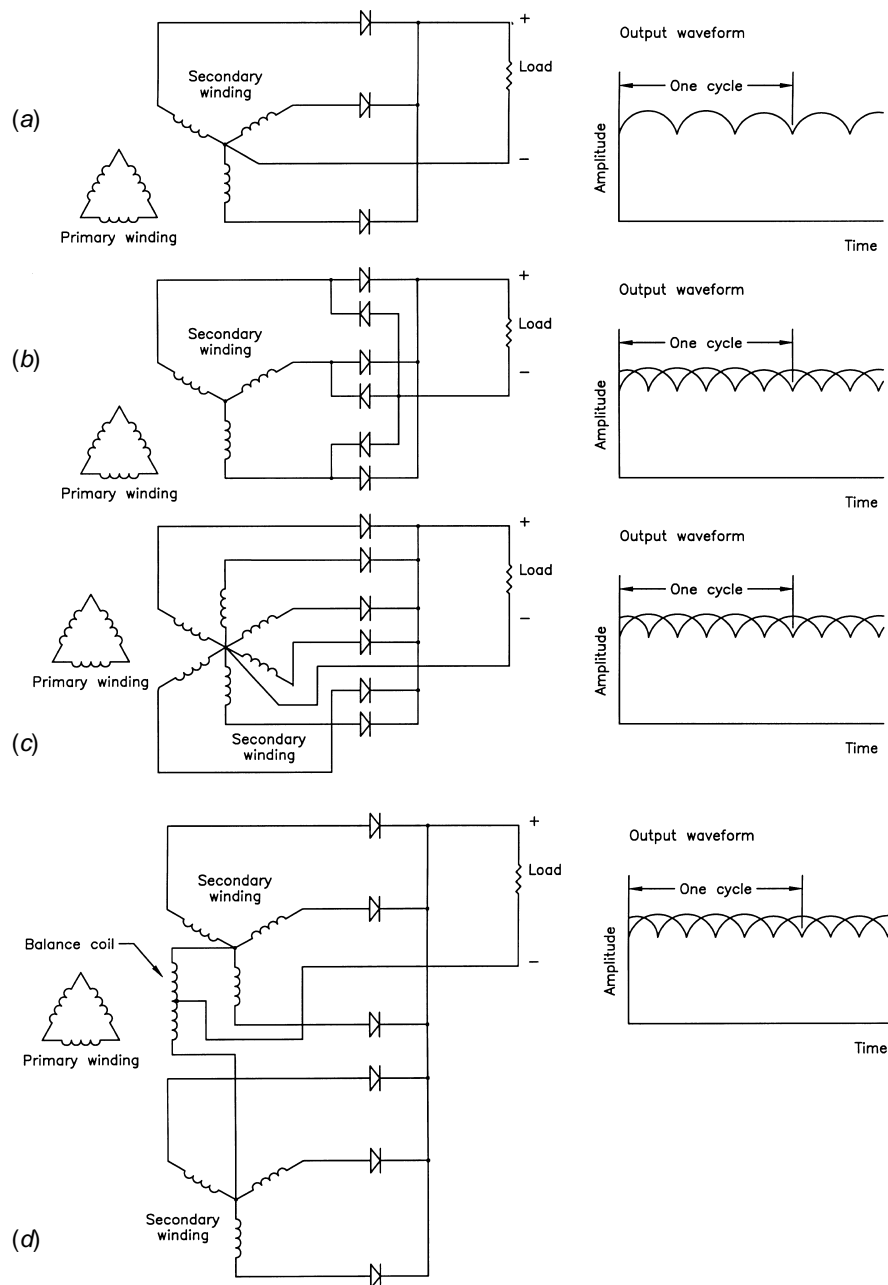 (a)
Secondary
winding
Primary winding
+
Load
−
Output waveform
One cycle
Amplitude
Time
(b)
Secondary
winding
Primary winding
+
Load
−
Output waveform
One cycle
Amplitude
Time
(c)
Primary winding
Secondary
winding
+
Load
−
Output waveform
One cycle
Amplitude
Time
(d)
Secondary
winding
Balance coil
Primary winding
Secondary
winding
+
Load
−
Output waveform
One cycle
Amplitude
Time